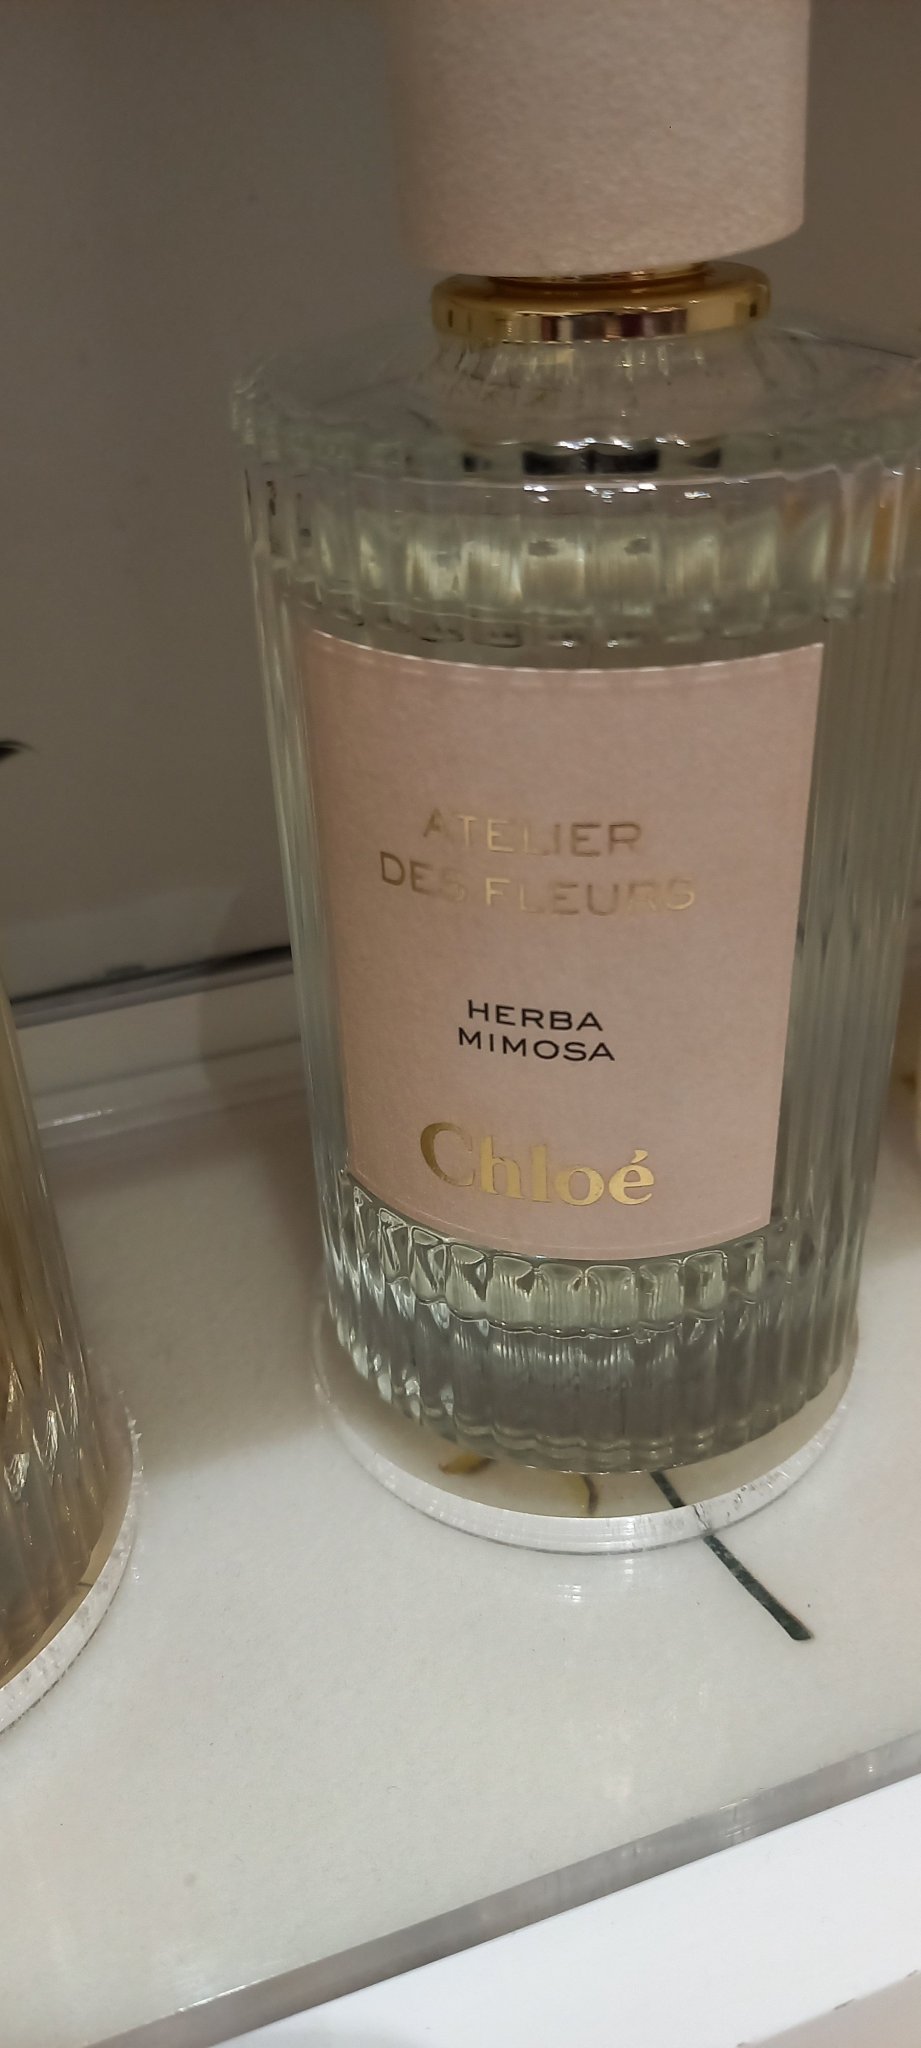 ATELIER
DES FLEURS
HERBA
MIMOSA
Chloé